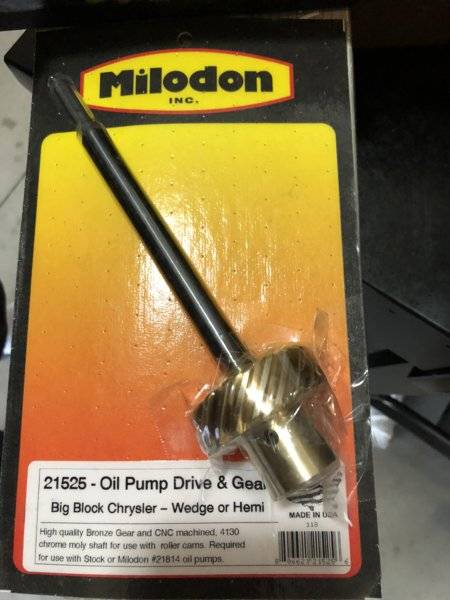 Milodon
INC.
21525 - Oil Pump Drive & Gear
Big Block Chrysler – Wedge or Hemi
High quality Bronze Gear and CNC machined, 4130
chrome moly shaft for use with roller cams. Required
for use with Stock or Milodon #21814 oil pumps.
MADE IN USA
118